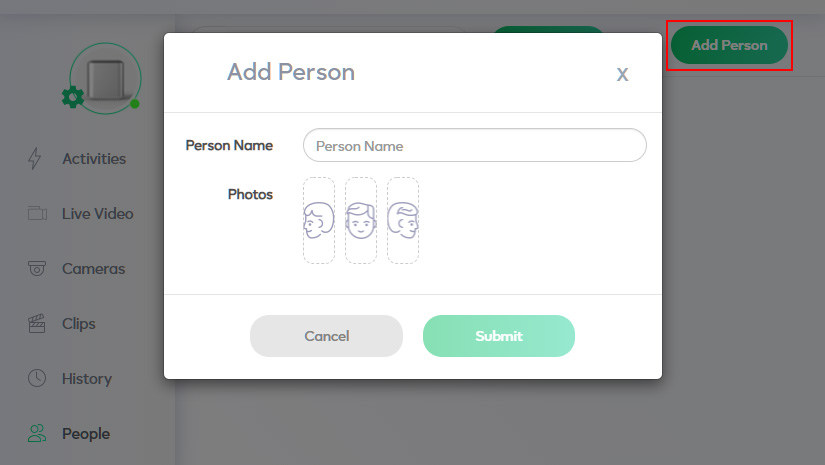 Add Person
Add Person
X
Person Name
Person Name
Photos
Cancel
Submit
Activities
Live Video
Cameras
Clips
History
People